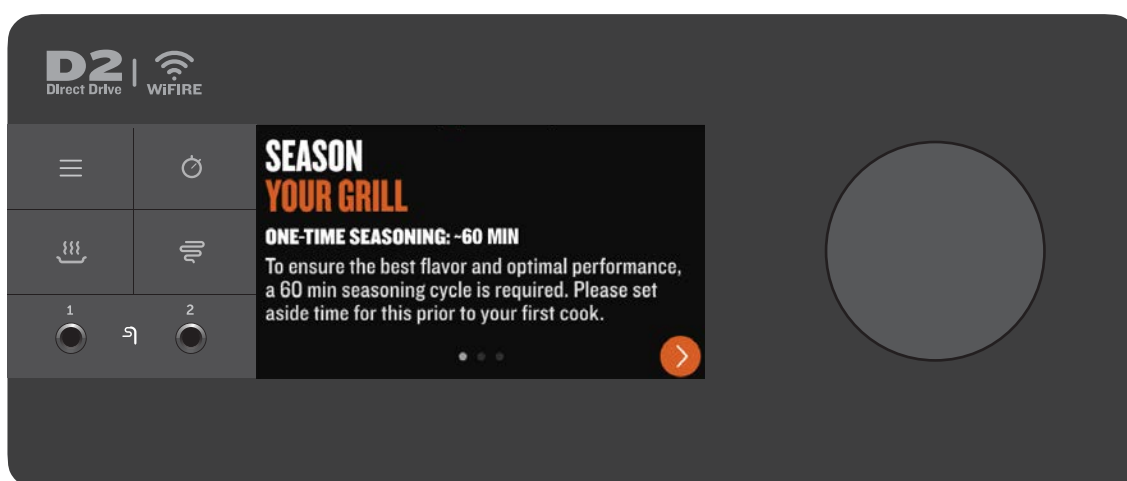 D2
Direct Drive
WiFIRE
SEASON
YOUR GRILL
ONE-TIME SEASONING: ~60 MIN
To ensure the best flavor and optimal performance,
a 60 min seasoning cycle is required. Please set
aside time for this prior to your first cook.
1 2